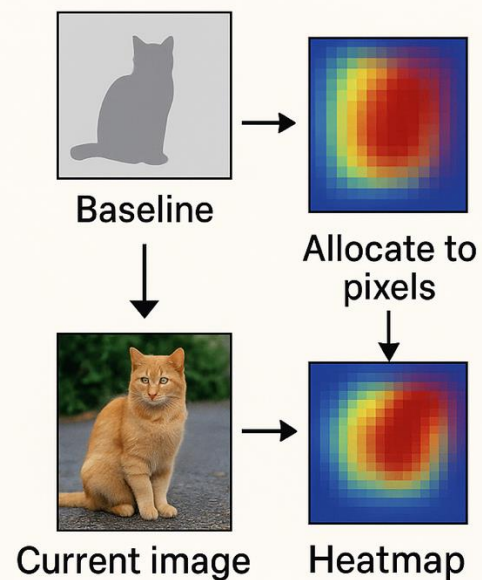 Baseline
Allocate to
pixels
Current image
Heatmap